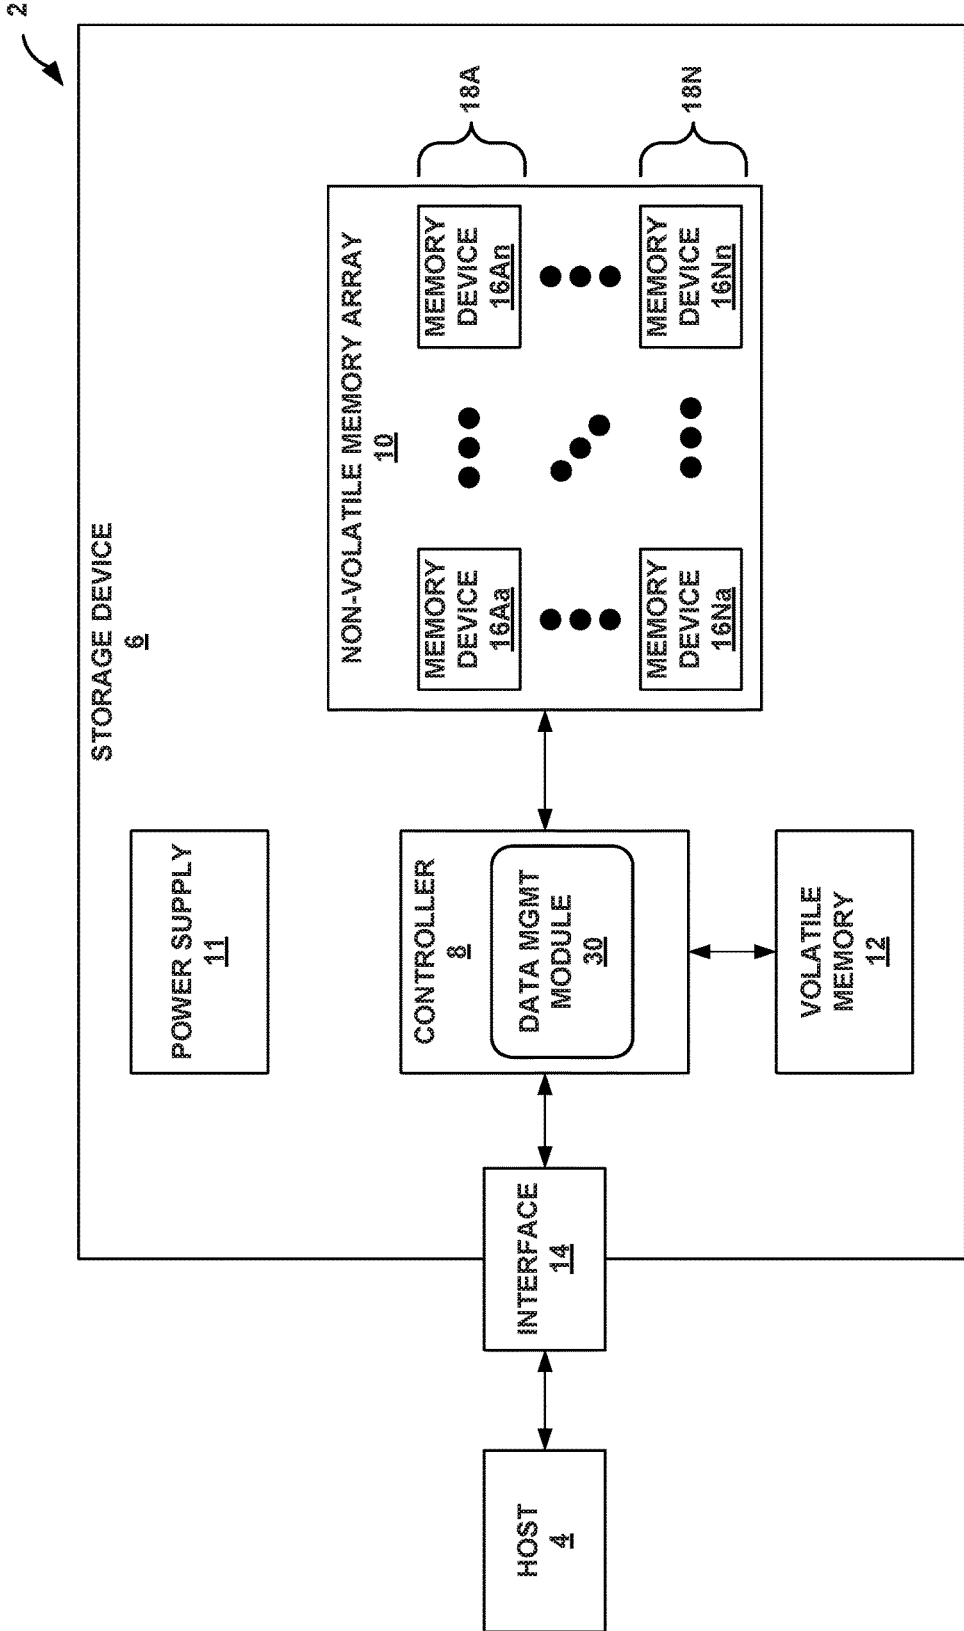 2
STORAGE DEVICE
6
POWER SUPPLY
11
NON-VOLATILE MEMORY ARRAY
10
MEMORY
DEVICE
16Aa
MEMORY
DEVICE
16An
18A
MEMORY
DEVICE
16Na
MEMORY
DEVICE
16Nn
18N
HOST
4
INTERFACE
14
CONTROLLER
8
DATA MGMT
MODULE
30
VOLATILE
MEMORY
12